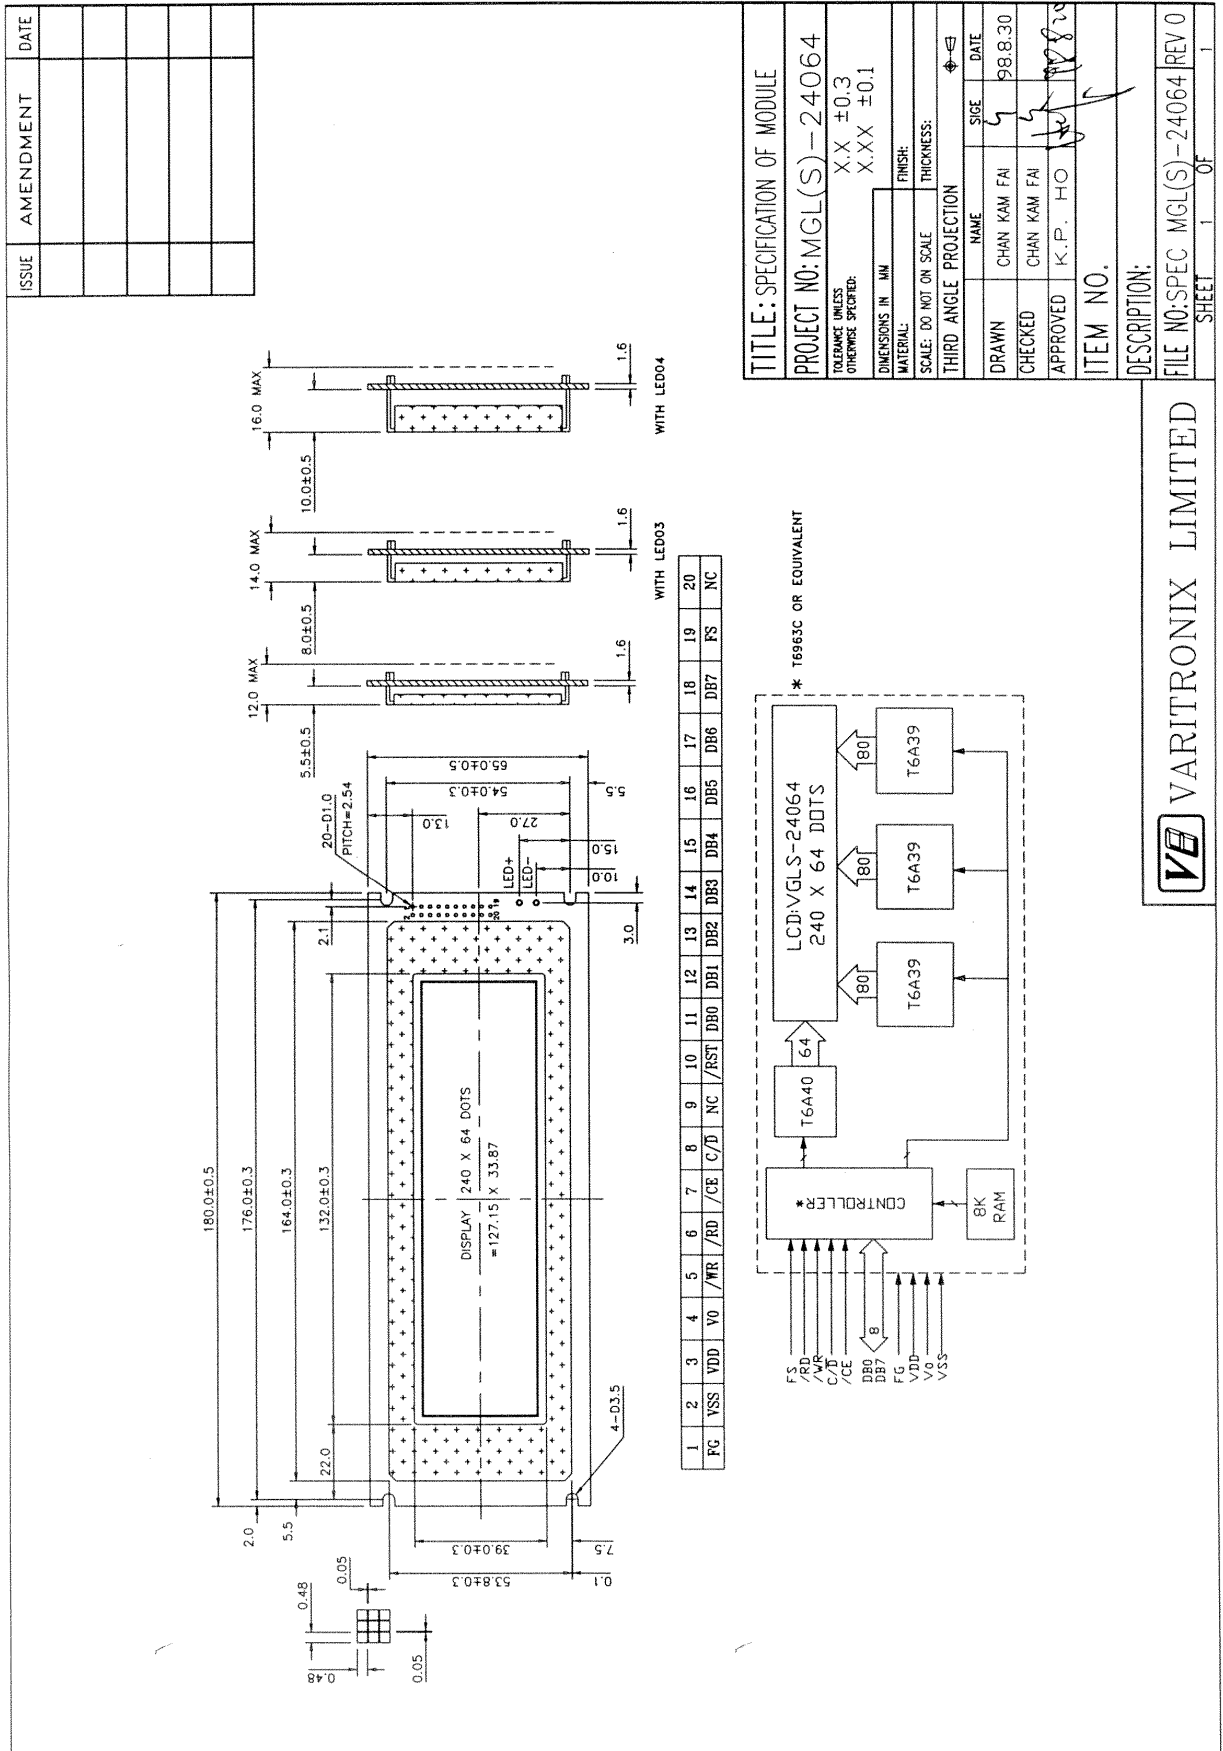 ISSUE AMENDMENT DATE
180.0±0.5
176.0±0.3
164.0±0.3
132.0±0.3
2.0
5.5
22.0
2.1
20-D1.0
PITCH=2.54
0.48
0.05
0.48
0.05
39.0±0.3
53.8±0.3
7.5
0.1
4-D3.5
DISPLAY 240 X 64 DOTS
=127.15 X 33.87
2
20
19
LED+
LED-
3.0
13.0
27.0
15.0
10.0
54.0±0.3
65.0±0.5
5.5
12.0 MAX
5.5±0.5
1.6
14.0 MAX
8.0±0.5
1.6
WITH LED03
16.0 MAX
10.0±0.5
1.6
WITH LED04
1 2 3 4 5 6 7 8 9 10 11 12 13 14 15 16 17 18 19 20
FG VSS VDD V0 /WR /RD /CE C/D̅ NC /RST DB0 DB1 DB2 DB3 DB4 DB5 DB6 DB7 FS NC
FS
/RD
/WR
C/D̅
/CE
DB0
DB7
8
FG
VDD
Vo
VSS
CONTROLLER*
8K
RAM
T6A40
64
LCD:VGLS-24064
240 X 64 DOTS
80
80
80
T6A39
T6A39
T6A39
* T6963C OR EQUIVALENT
VARITRONIX LIMITED
TITLE: SPECIFICATION OF MODULE
PROJECT NO: MGL(S)-24064
TOLERANCE UNLESS
OTHERWISE SPECIFIED:
X.X ±0.3
X.XX ±0.1
DIMENSIONS IN MM
MATERIAL: FINISH:
SCALE: DO NOT ON SCALE THICKNESS:
THIRD ANGLE PROJECTION
NAME SIGE DATE
DRAWN CHAN KAM FAI 98.8.30
CHECKED CHAN KAM FAI
APPROVED K.P. HO
ITEM NO.
DESCRIPTION:
FILE NO:SPEC MGL(S)-24064 REV 0
SHEET 1 OF 1